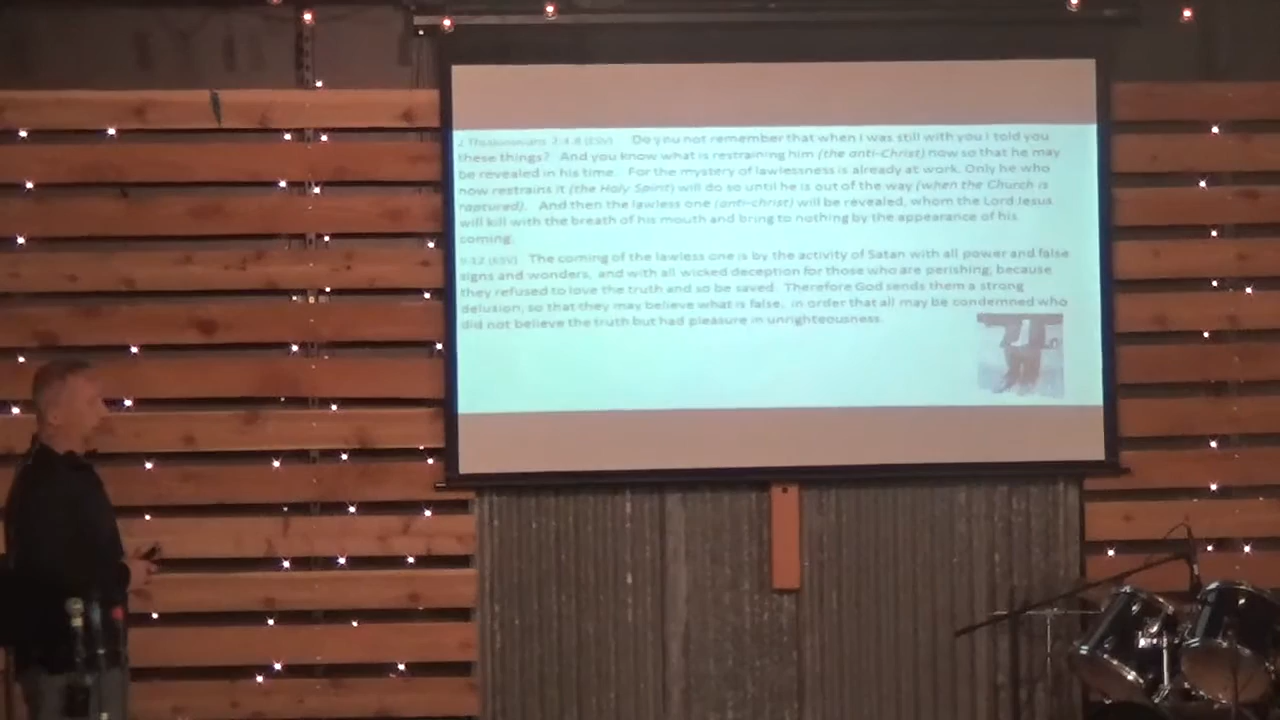 2 Thessalonians 2:4-8 (ESV) Do you not remember that when I was still with you I told you
these things? And you know what is restraining him (the anti-Christ) now so that he may
be revealed in his time. For the mystery of lawlessness is already at work. Only he who
now restrains it (the Holy Spirit) will do so until he is out of the way (when the Church is
raptured). And then the lawless one (anti-christ) will be revealed, whom the Lord Jesus
will kill with the breath of his mouth and bring to nothing by the appearance of his
coming.
9-12 (ESV) The coming of the lawless one is by the activity of Satan with all power and false
signs and wonders, and with all wicked deception for those who are perishing, because
they refused to love the truth and so be saved. Therefore God sends them a strong
delusion, so that they may believe what is false, in order that all may be condemned who
did not believe the truth but had pleasure in unrighteousness.